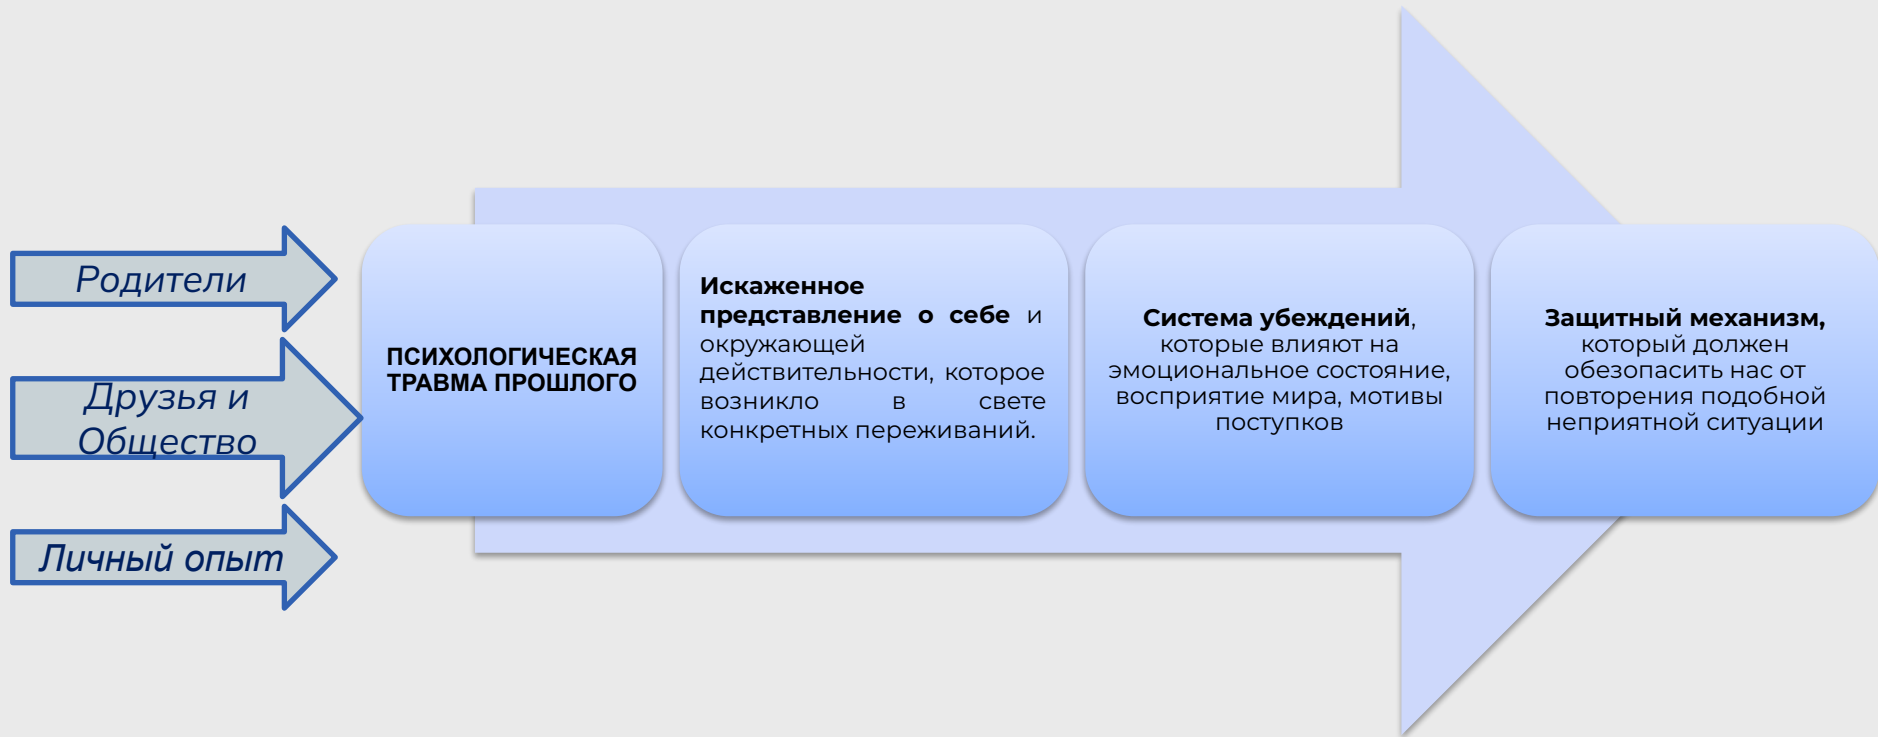 Родители
Друзья и
Общество
Личный опыт
ПСИХОЛОГИЧЕСКАЯ
ТРАВМА ПРОШЛОГО
Искаженное
представление о себе и
окружающей
действительности, которое
возникло в свете
конкретных переживаний.
Система убеждений,
которые влияют на
эмоциональное состояние,
восприятие мира, мотивы
поступков
Защитный механизм,
который должен
обезопасить нас от
повторения подобной
неприятной ситуации